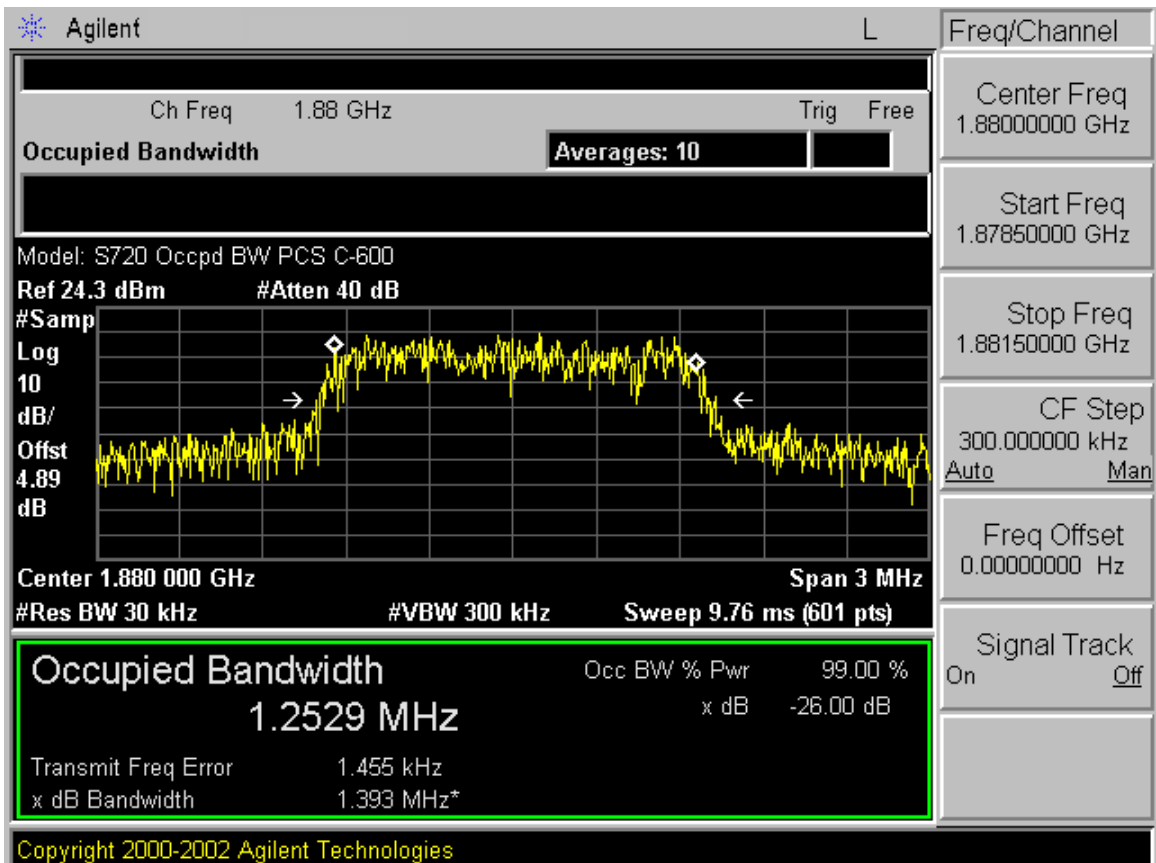 Agilent L
Ch Freq 1.88 GHz Trig Free
Occupied Bandwidth Averages: 10
Model: S720 Occpd BW PCS C-600
Ref 24.3 dBm #Atten 40 dB
#Samp
Log
10
dB/
Offst
4.89
dB
Center 1.880 000 GHz Span 3 MHz
#Res BW 30 kHz #VBW 300 kHz Sweep 9.76 ms (601 pts)
Occupied Bandwidth Occ BW % Pwr 99.00 %
1.2529 MHz x dB -26.00 dB
Transmit Freq Error 1.455 kHz
x dB Bandwidth 1.393 MHz*
Copyright 2000-2002 Agilent Technologies
Freq/Channel
Center Freq
1.88000000 GHz
Start Freq
1.87850000 GHz
Stop Freq
1.88150000 GHz
CF Step
300.000000 kHz
Auto Man
Freq Offset
0.00000000 Hz
Signal Track
On Off